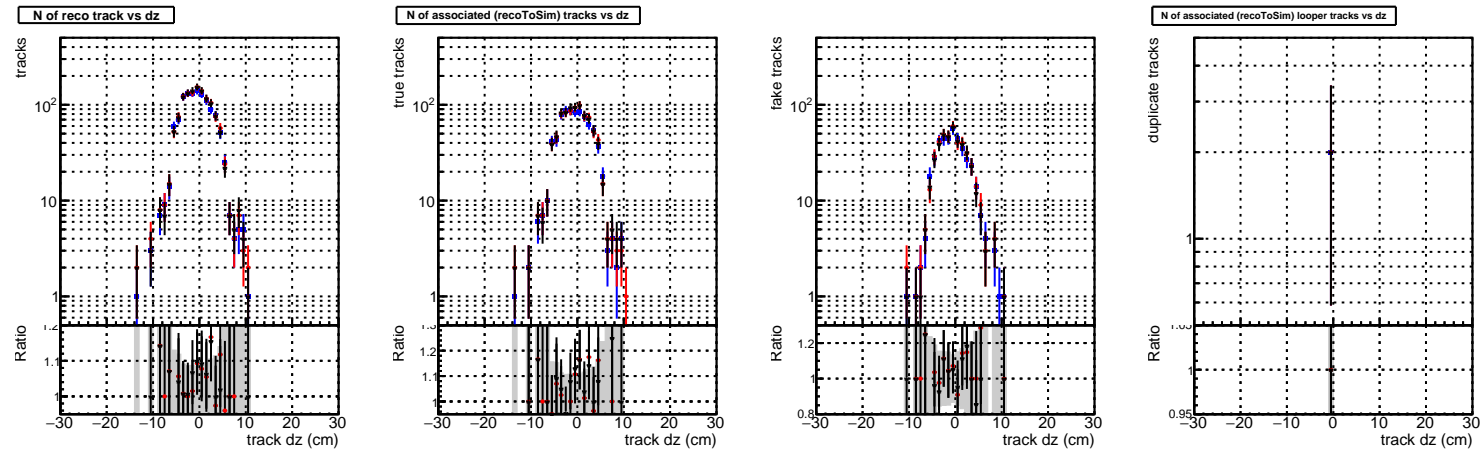 N of reco track vs dz
tracks
10²
10
1
Ratio
1.2
1.1
1
−30 −20 −10 0 10 20 30
track dz (cm)
N of associated (recoToSim) tracks vs dz
true tracks
10²
10
1
Ratio
1.3
1.2
1.1
1
−30 −20 −10 0 10 20 30
track dz (cm)
fake tracks
10²
10
1
Ratio
1.2
1
0.8
−30 −20 −10 0 10 20 30
track dz (cm)
N of associated (recoToSim) looper tracks vs dz
duplicate tracks
1
Ratio
1.05
1
0.95
−30 −20 −10 0 10 20 30
track dz (cm)